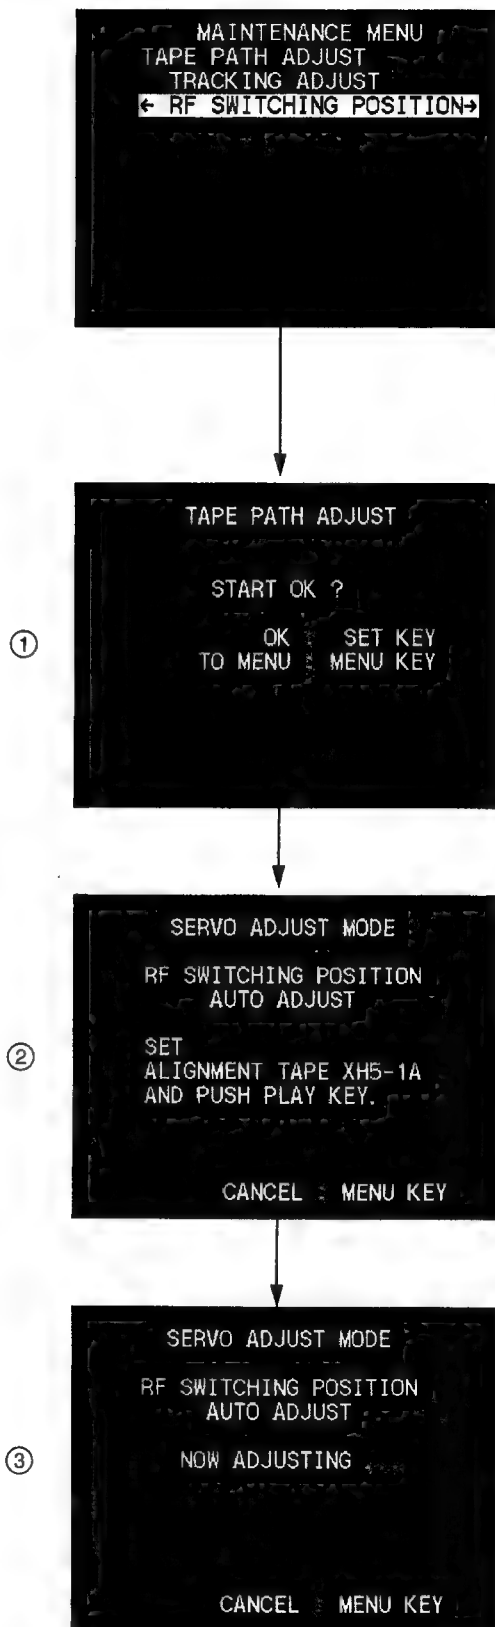 MAINTENANCE MENU
TAPE PATH ADJUST
TRACKING ADJUST
← RF SWITCHING POSITION→
①
TAPE PATH ADJUST
START OK ?
OK SET KEY
TO MENU MENU KEY
②
SERVO ADJUST MODE
RF SWITCHING POSITION
AUTO ADJUST
SET
ALIGNMENT TAPE XH5-1A
AND PUSH PLAY KEY.
CANCEL : MENU KEY
③
SERVO ADJUST MODE
RF SWITCHING POSITION
AUTO ADJUST
NOW ADJUSTING
CANCEL : MENU KEY